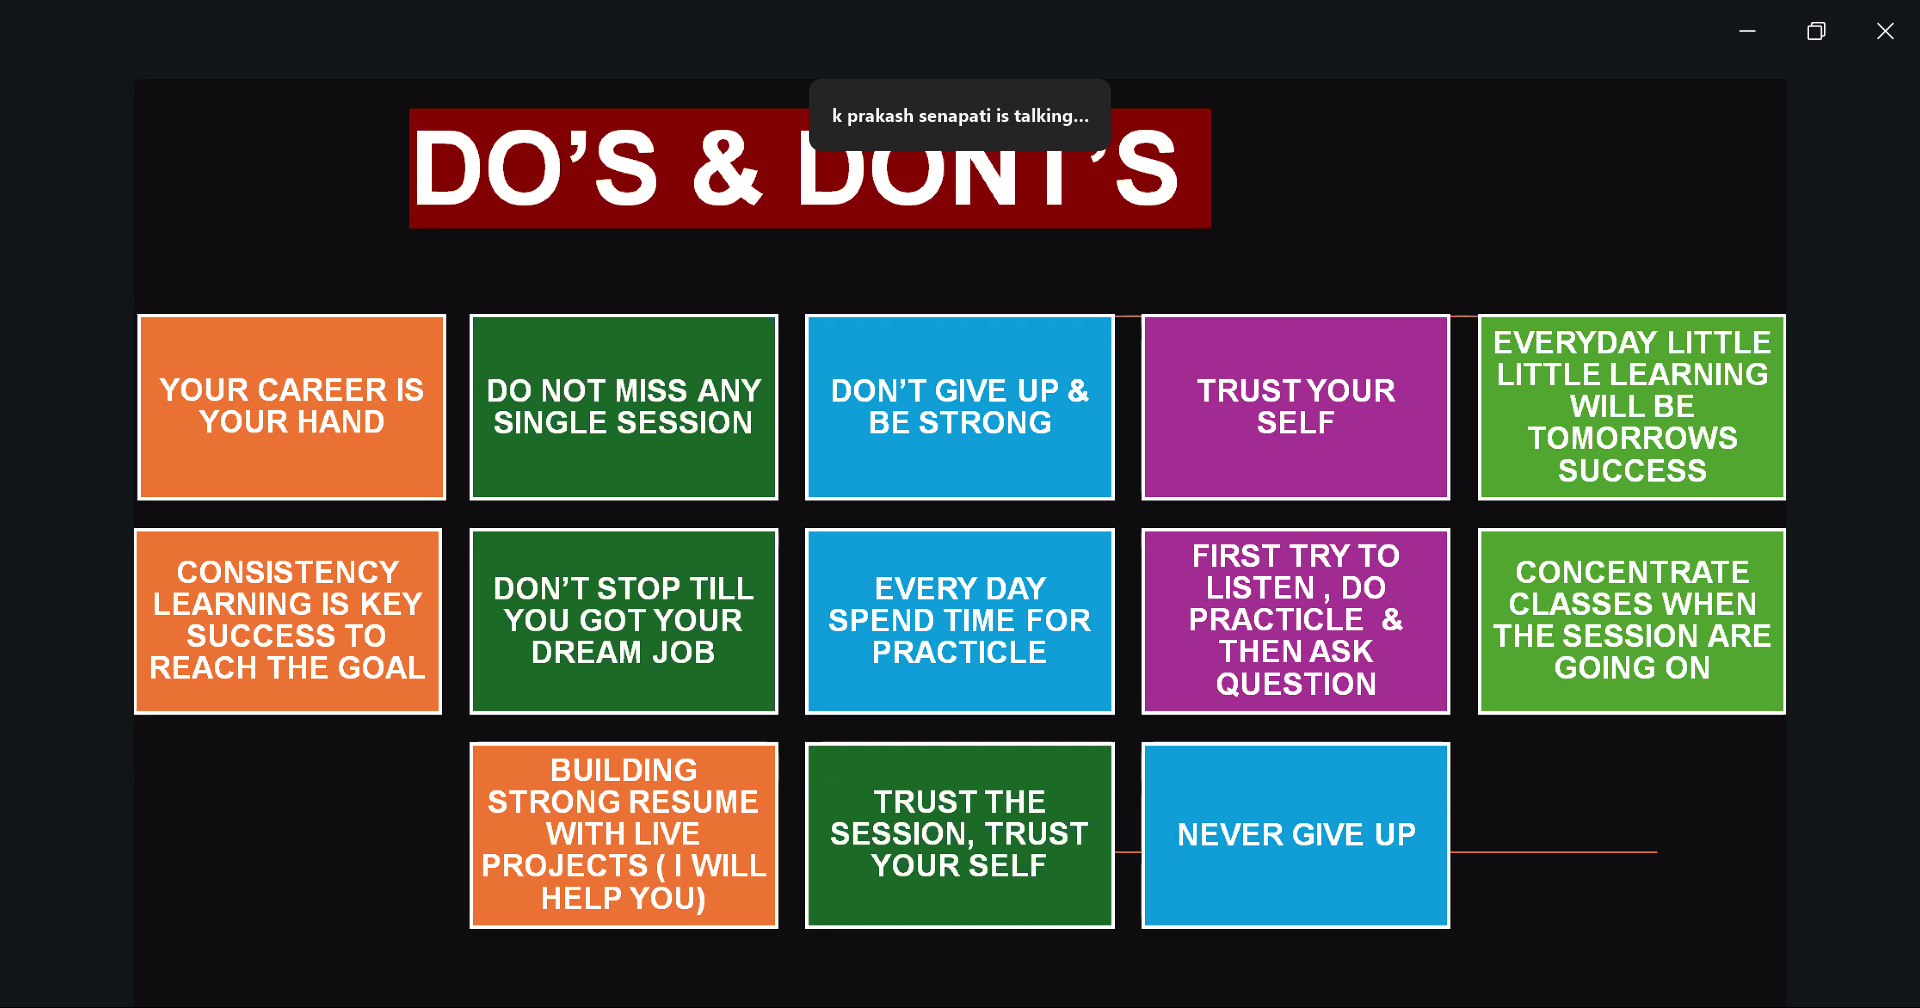 k prakash senapati is talking...
DO'S & DONT'S
YOUR CAREER IS
YOUR HAND
DO NOT MISS ANY
SINGLE SESSION
DON'T GIVE UP &
BE STRONG
TRUST YOUR
SELF
EVERYDAY LITTLE
LITTLE LEARNING
WILL BE
TOMORROWS
SUCCESS
CONSISTENCY
LEARNING IS KEY
SUCCESS TO
REACH THE GOAL
DON'T STOP TILL
YOU GOT YOUR
DREAM JOB
EVERY DAY
SPEND TIME FOR
PRACTICLE
FIRST TRY TO
LISTEN , DO
PRACTICLE &
THEN ASK
QUESTION
CONCENTRATE
CLASSES WHEN
THE SESSION ARE
GOING ON
BUILDING
STRONG RESUME
WITH LIVE
PROJECTS ( I WILL
HELP YOU)
TRUST THE
SESSION, TRUST
YOUR SELF
NEVER GIVE UP